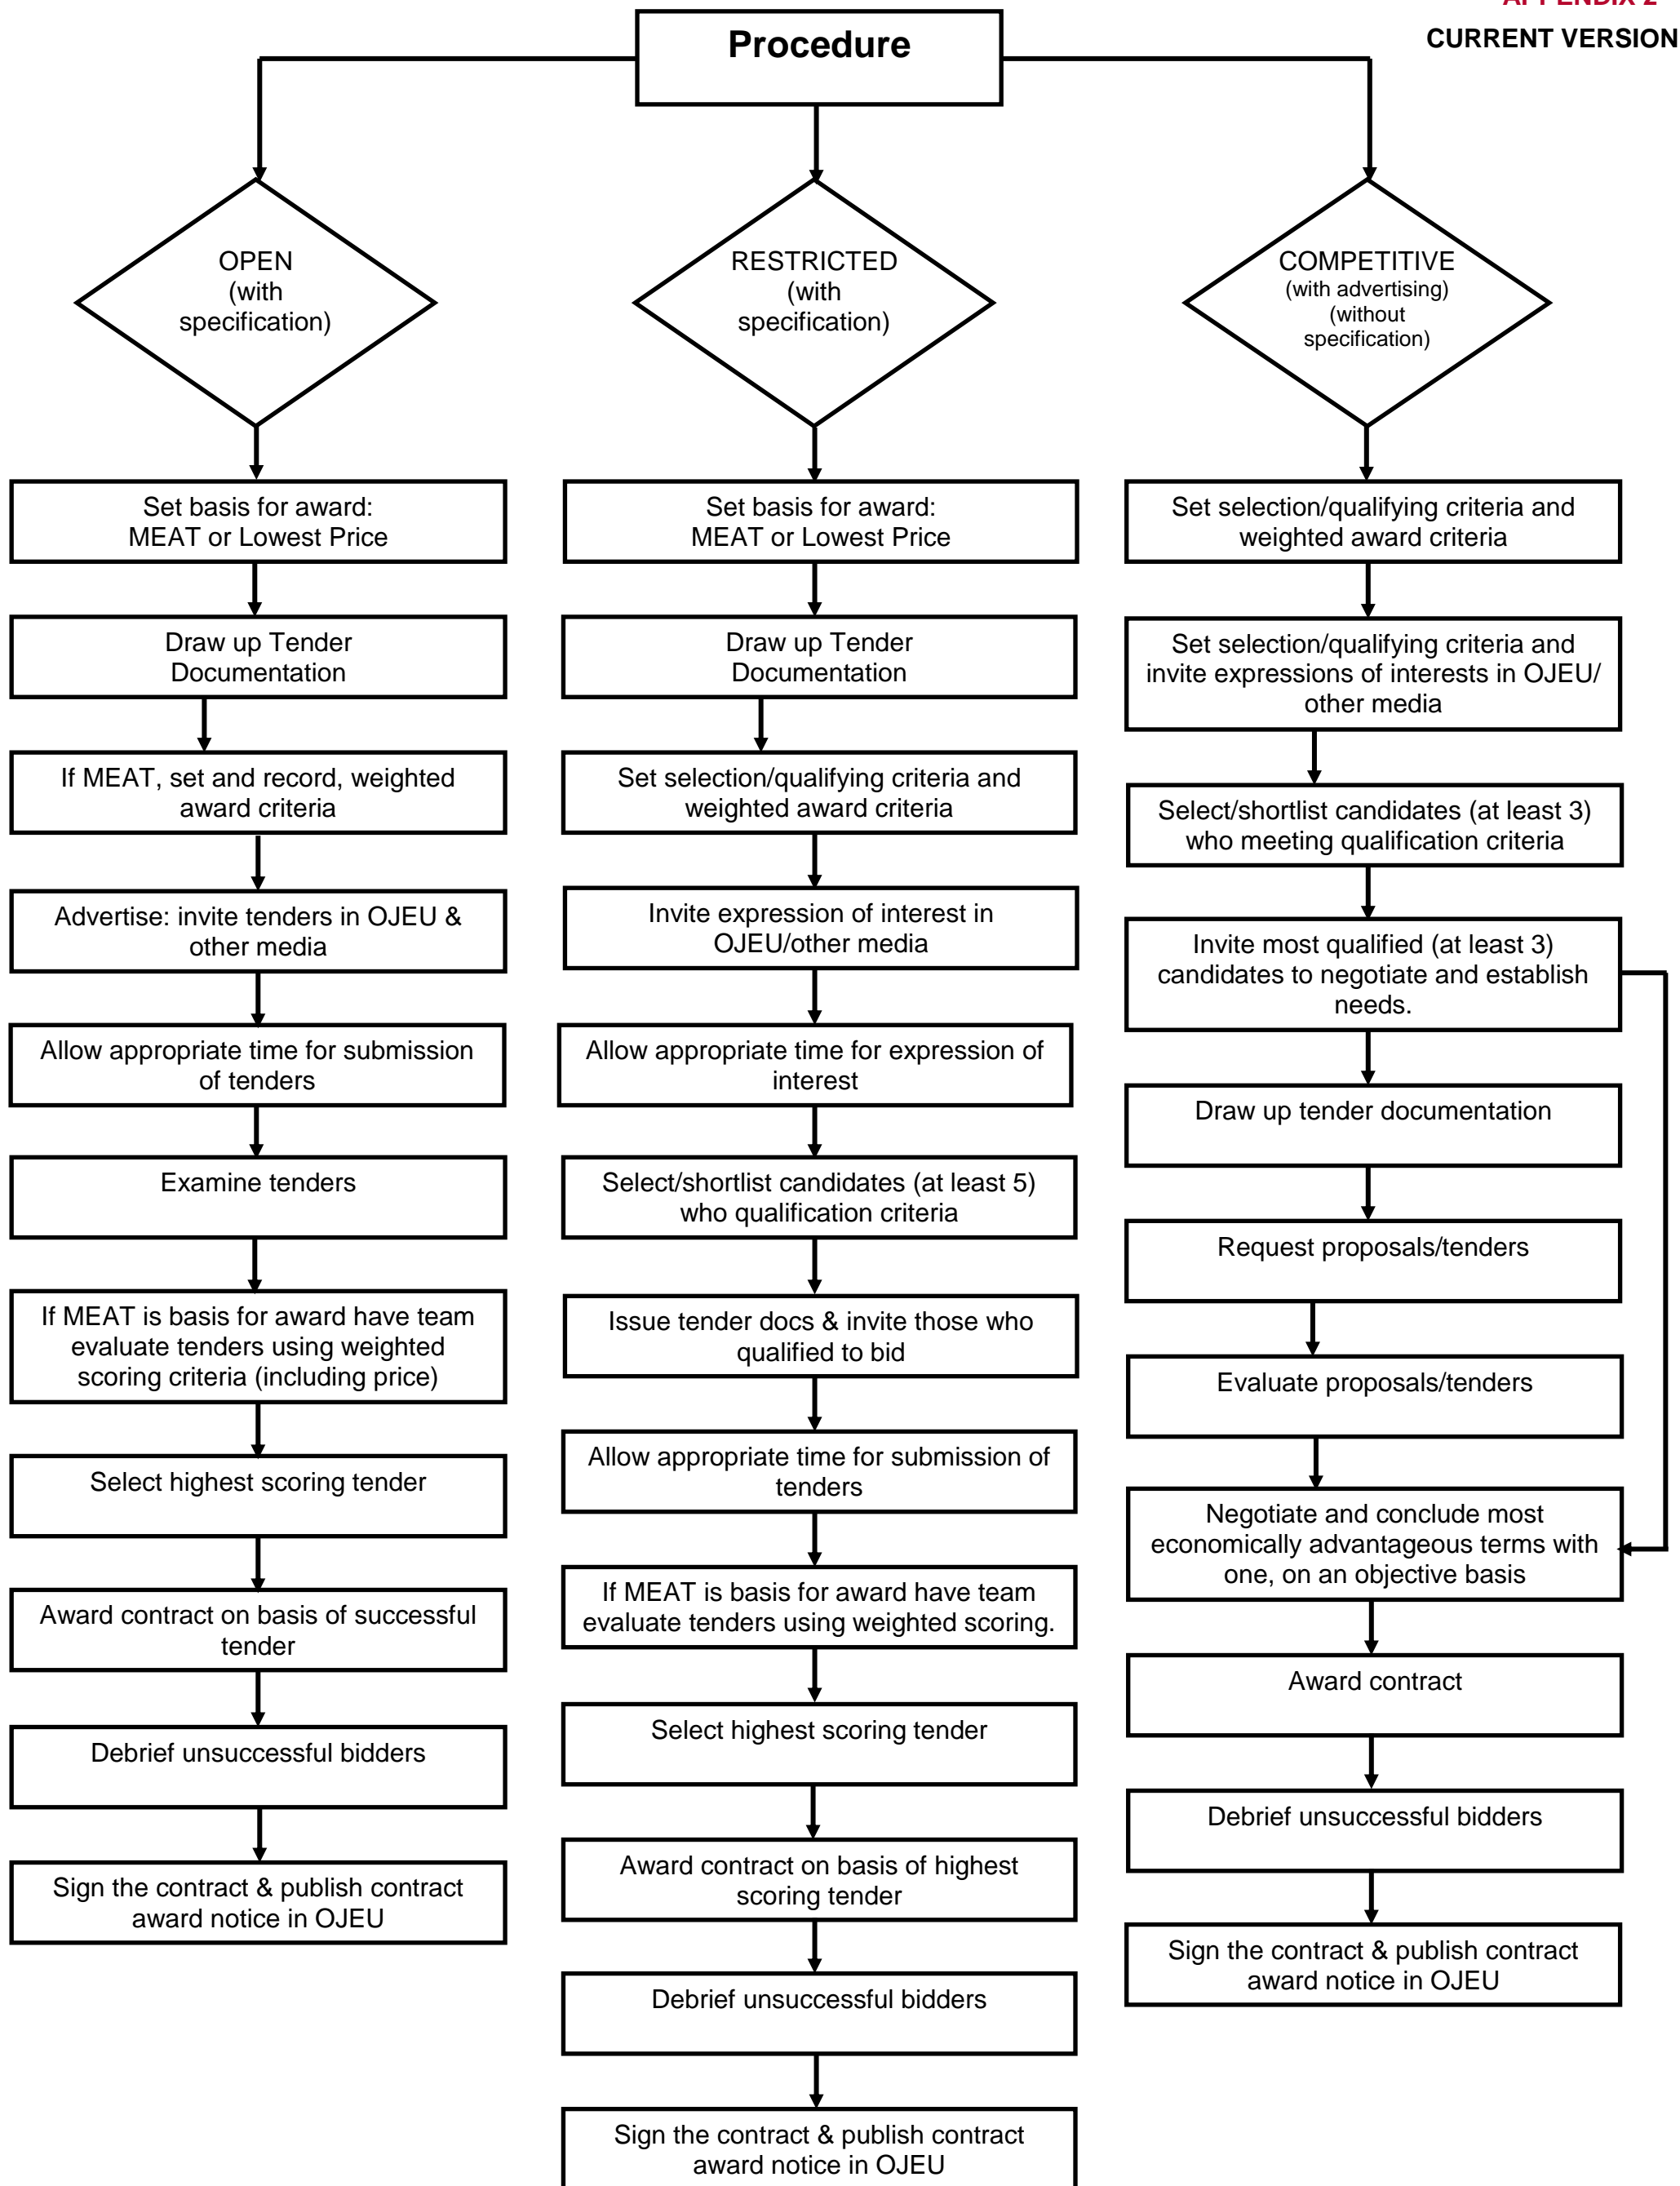 APPENDIX 2
CURRENT VERSION
Procedure
OPEN
(with
specification)
RESTRICTED
(with
specification)
COMPETITIVE
(with advertising)
(without
specification)
Set basis for award:
MEAT or Lowest Price
Draw up Tender
Documentation
If MEAT, set and record, weighted
award criteria
Advertise: invite tenders in OJEU &
other media
Allow appropriate time for submission
of tenders
Examine tenders
If MEAT is basis for award have team
evaluate tenders using weighted
scoring criteria (including price)
Select highest scoring tender
Award contract on basis of successful
tender
Debrief unsuccessful bidders
Sign the contract & publish contract
award notice in OJEU
Set basis for award:
MEAT or Lowest Price
Draw up Tender
Documentation
Set selection/qualifying criteria and
weighted award criteria
Invite expression of interest in
OJEU/other media
Allow appropriate time for expression of
interest
Select/shortlist candidates (at least 5)
who qualification criteria
Issue tender docs & invite those who
qualified to bid
Allow appropriate time for submission of
tenders
If MEAT is basis for award have team
evaluate tenders using weighted scoring.
Select highest scoring tender
Award contract on basis of highest
scoring tender
Debrief unsuccessful bidders
Sign the contract & publish contract
award notice in OJEU
Set selection/qualifying criteria and
weighted award criteria
Set selection/qualifying criteria and
invite expressions of interests in OJEU/
other media
Select/shortlist candidates (at least 3)
who meeting qualification criteria
Invite most qualified (at least 3)
candidates to negotiate and establish
needs.
Draw up tender documentation
Request proposals/tenders
Evaluate proposals/tenders
Negotiate and conclude most
economically advantageous terms with
one, on an objective basis
Award contract
Debrief unsuccessful bidders
Sign the contract & publish contract
award notice in OJEU